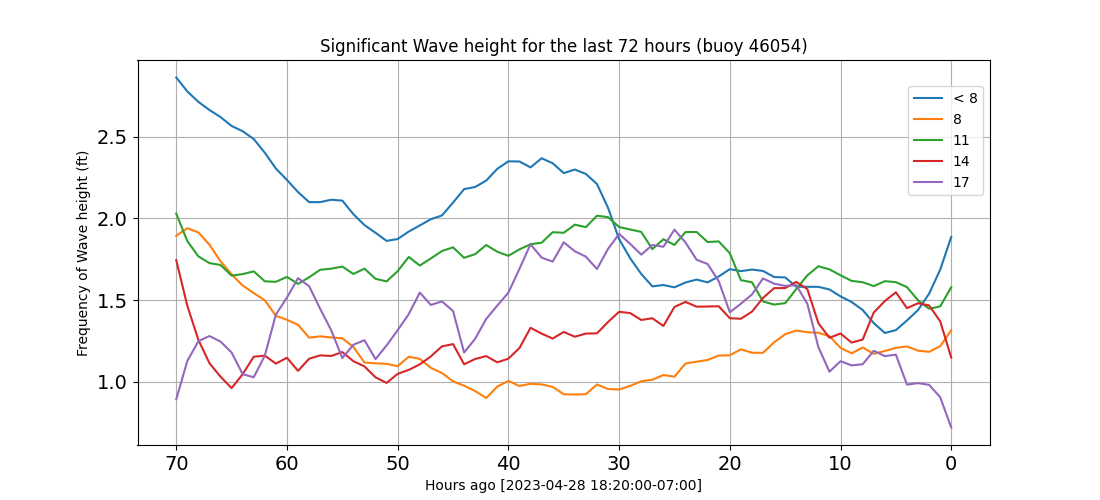 Significant Wave height for the last 72 hours (buoy 46054)
Frequency of Wave height (ft)
2.5
2.0
1.5
1.0
< 8
8
11
14
17
70 60 50 40 30 20 10 0
Hours ago [2023-04-28 18:20:00-07:00]